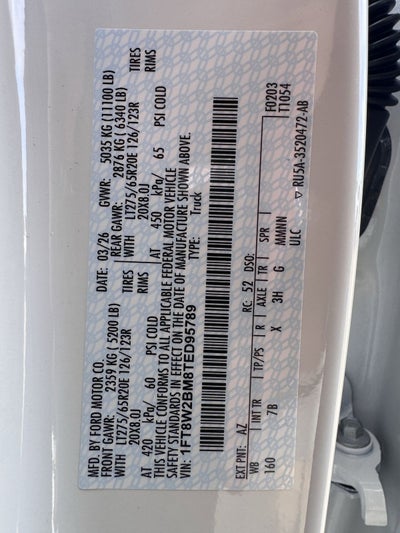 MFD. BY FORD MOTOR CO.
DATE: 03/26 GVWR: 5035 KG (11100 LB)
FRONT GAWR: 2359 KG ( 5200 LB) REAR GAWR: 2876 KG ( 6340 LB)
WITH LT275/65R20E 126/123R TIRES WITH LT275/65R20E 126/123R TIRES
20X8.0J RIMS 20X8.0J RIMS
AT 420 kPa/ 60 PSI COLD AT 450 kPa/ 65 PSI COLD
THIS VEHICLE CONFORMS TO ALL APPLICABLE FEDERAL MOTOR VEHICLE
SAFETY STANDARDS IN EFFECT ON THE DATE OF MANUFACTURE SHOWN ABOVE.
VIN: 1FT8W2BM8TED95789 TYPE: Truck
F0203
T1054
EXT PNT: AZ RC: 52 DSO:
WB INT TR TP/PS R AXLE TR SPR
160 7B X 3H G MMNN
ULC
RU5A-3520472-AB